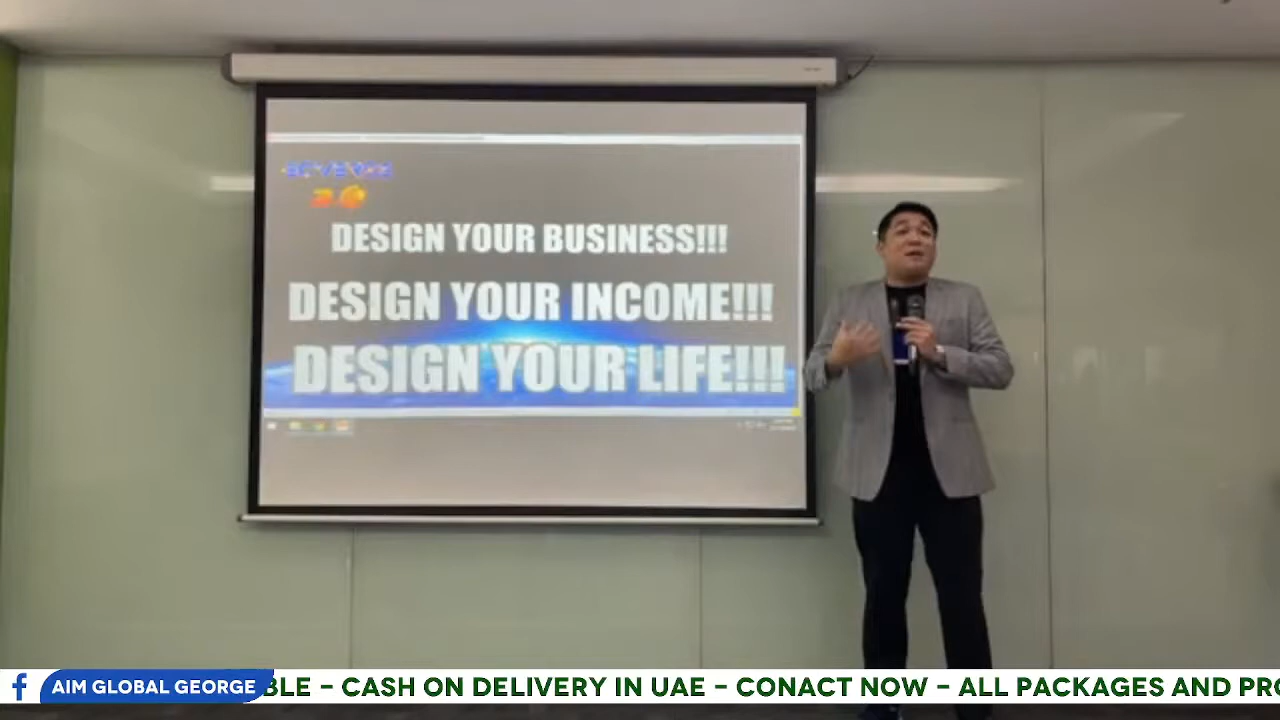 DESIGN YOUR BUSINESS!!!
DESIGN YOUR INCOME!!!
DESIGN YOUR LIFE!!!
AIM GLOBAL GEORGE
BLE - CASH ON DELIVERY IN UAE - CONACT NOW - ALL PACKAGES AND PRO